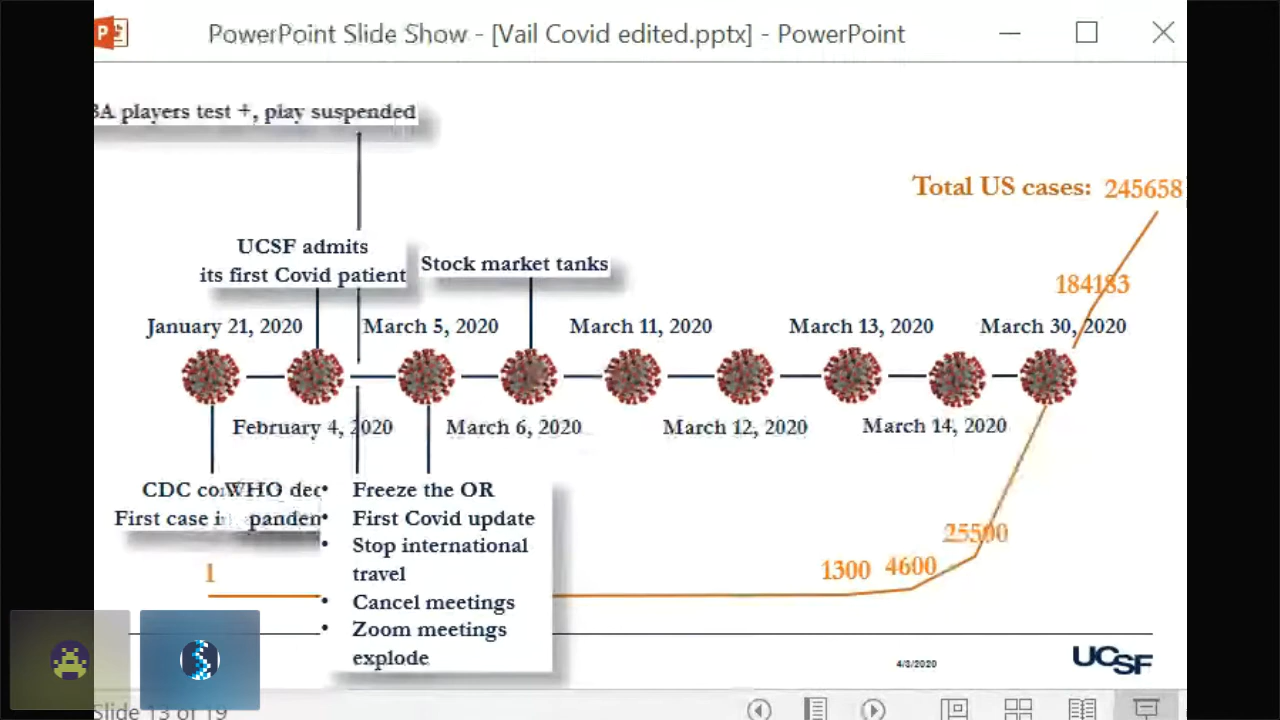 PowerPoint Slide Show - [Vail Covid edited.pptx] - PowerPoint
players test +, play suspended
Total US cases: 245658
UCSF admits
its first Covid patient
Stock market tanks
184183
January 21, 2020
March 5, 2020
March 11, 2020
March 13, 2020
March 30, 2020
February 4, 2020
March 6, 2020
March 12, 2020
March 14, 2020
CDC
WHO
First case
• Freeze the OR
• First Covid update
• Stop international
travel
• Cancel meetings
• Zoom meetings
explode
1
1300
4600
25500
4/3/2020
UCSF
Slide 13 of 19